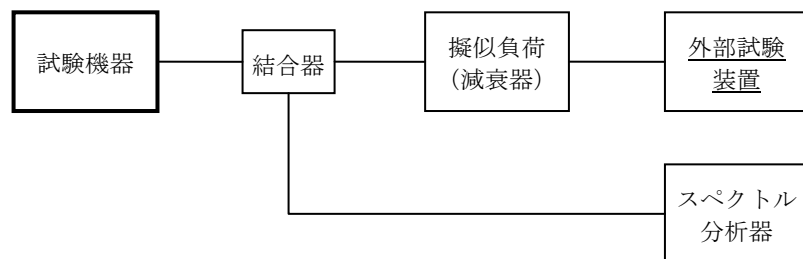 試験機器
結合器
擬似負荷
(減衰器)
外部試験
装置
スペクトル
分析器